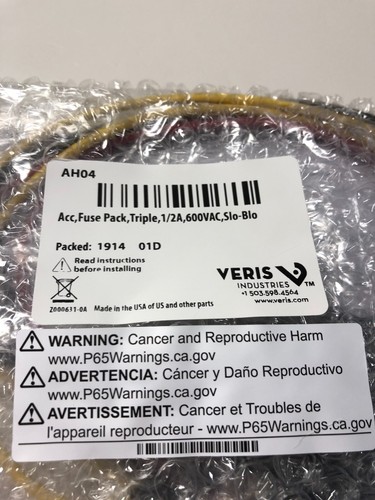 AH04
Acc,Fuse Pack,Triple,1/2A,600VAC,Slo-Blo
Packed: 1914 01D
Read instructions
before installing
VERIS
INDUSTRIES
TM
+1 503.598.4564
www.veris.com
Z000631-0A Made in the USA of US and other parts
WARNING: Cancer and Reproductive Harm
www.P65Warnings.ca.gov
ADVERTENCIA: Cáncer y Daño Reproductivo
www.P65Warnings.ca.gov
AVERTISSEMENT: Cancer et Troubles de
l'appareil reproducteur - www.P65Warnings.ca.gov